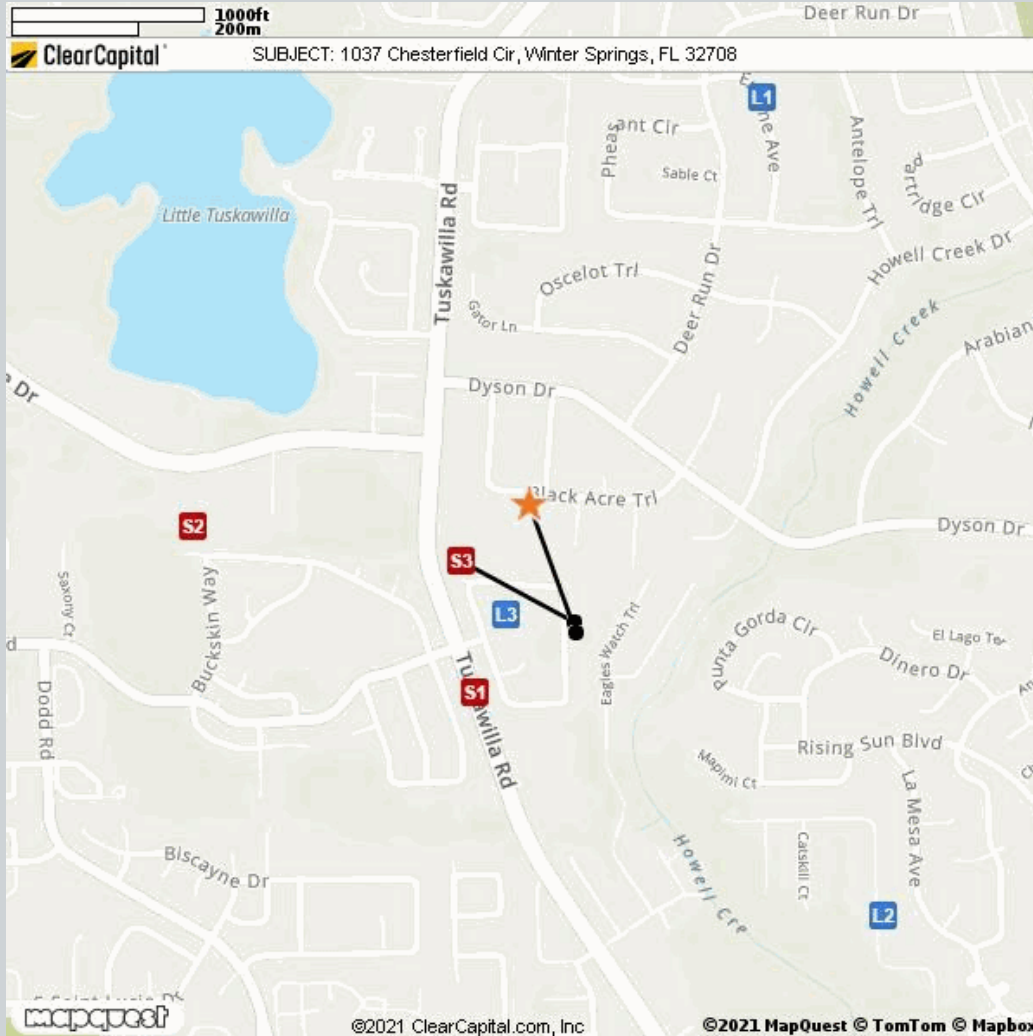 1000ft
200m
Deer Run Dr
ClearCapital
SUBJECT: 1037 Chesterfield Cir, Winter Springs, FL 32708
L1
Pheasant Cir
Sable Ct
Antelope Trl
Partridge Cir
Little Tuskawilla
Tuskawilla Rd
Howell Creek Dr
Oscelot Trl
Deer Run Dr
Gator Ln
Howell Creek
Arabian
Dyson Dr
Dr
Black Acre Trl
S2
Dyson Dr
S3
Saxony Ct
Buckskin Way
L3
Eagles Watch Trl
Punta Gorda Cir
El Lago Ter
Dinero Dr
d
Tuskawilla Rd
S1
Dodd Rd
Rising Sun Blvd
Mapimi Ct
La Mesa Ave
Catskill Ct
Biscayne Dr
Howell Cre
L2
mapquest
©2021 ClearCapital.com, Inc
©2021 MapQuest © TomTom © Mapbox